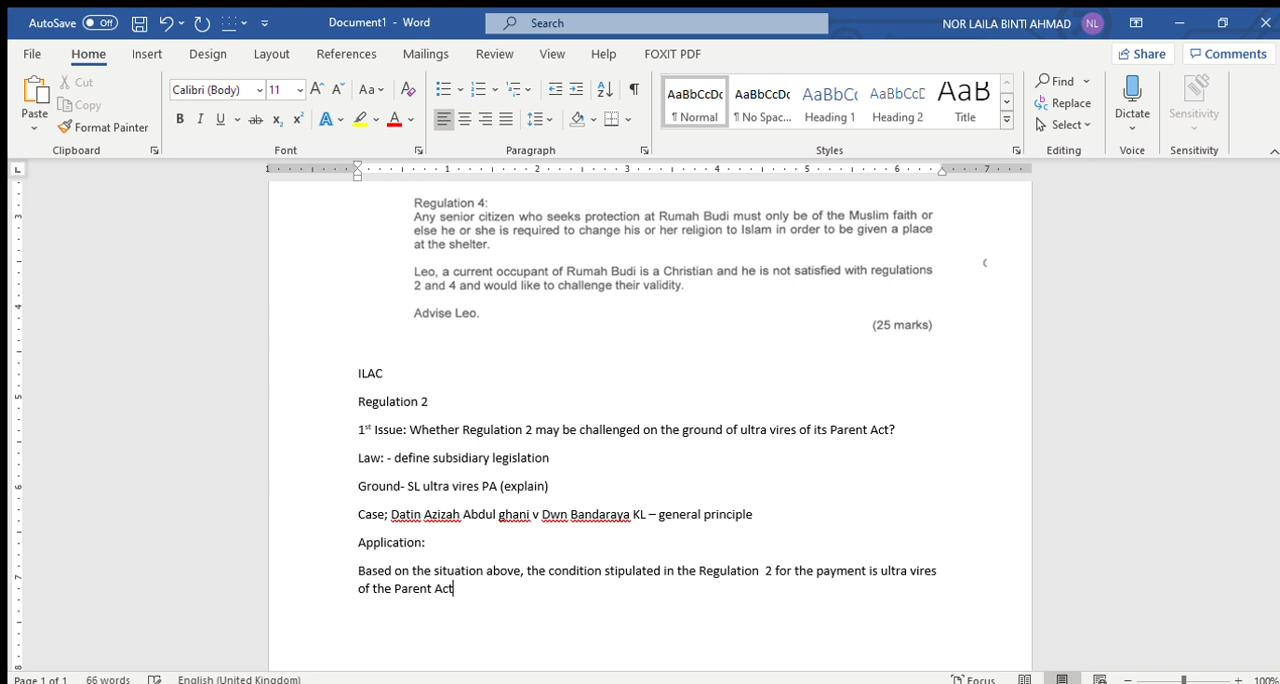 AutoSave Off Document1 - Word Search NOR LAILA BINTI AHMAD NL
File Home Insert Design Layout References Mailings Review View Help FOXIT PDF Share Comments
Paste Cut Copy Format Painter Clipboard
Calibri (Body) 11 Font
Paragraph
AaBbCcDc AaBbCcDc AaBbCc AaBbCcE AaB
¶ Normal ¶ No Spac... Heading 1 Heading 2 Title
Styles
Find Replace Select Editing
Dictate Voice
Sensitivity Sensitivity
1 1 2 3 4 5 6 7
Regulation 4:
Any senior citizen who seeks protection at Rumah Budi must only be of the Muslim faith or
else he or she is required to change his or her religion to Islam in order to be given a place
at the shelter.
Leo, a current occupant of Rumah Budi is a Christian and he is not satisfied with regulations
2 and 4 and would like to challenge their validity.
Advise Leo.
(25 marks)
ILAC
Regulation 2
1st Issue: Whether Regulation 2 may be challenged on the ground of ultra vires of its Parent Act?
Law: - define subsidiary legislation
Ground- SL ultra vires PA (explain)
Case; Datin Azizah Abdul ghani v Dwn Bandaraya KL – general principle
Application:
Based on the situation above, the condition stipulated in the Regulation  2 for the payment is ultra vires
of the Parent Act
Page 1 of 1 66 words English (United Kingdom) Focus 100%